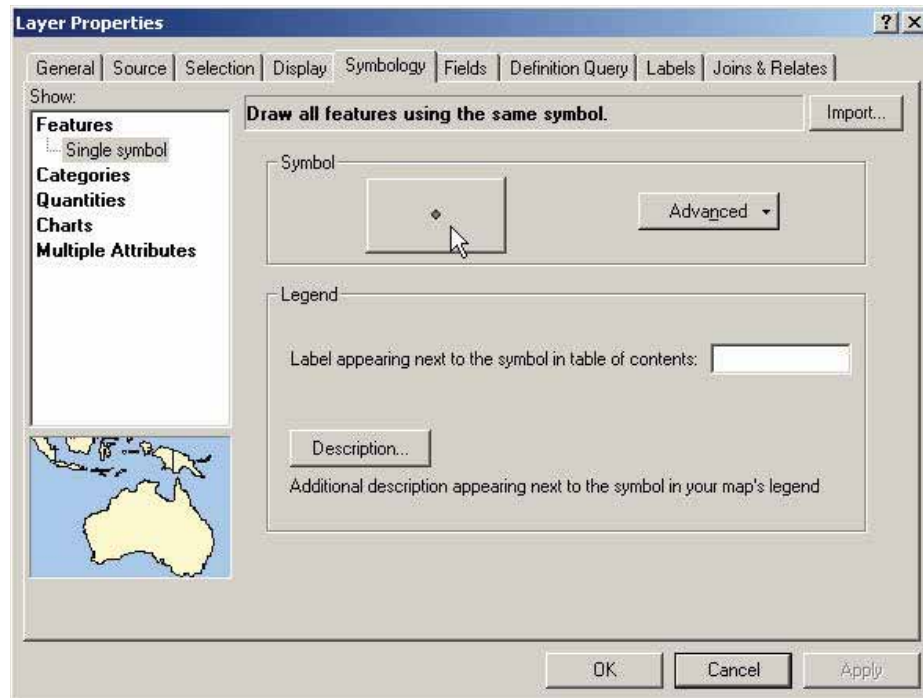 Layer Properties
General Source Selection Display Symbology Fields Definition Query Labels Joins & Relates
Show:
Features
Single symbol
Categories
Quantities
Charts
Multiple Attributes
Draw all features using the same symbol.
Import...
Symbol
Advanced
Legend
Label appearing next to the symbol in table of contents:
Description...
Additional description appearing next to the symbol in your map's legend
OK Cancel Apply